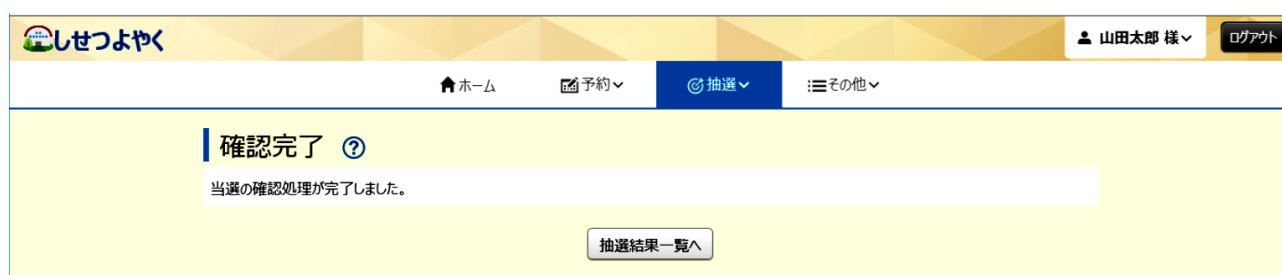 しせつよやく
山田太郎 様
ログアウト
ホーム 予約 抽選 その他
確認完了 ?
当選の確認処理が完了しました。
抽選結果一覧へ